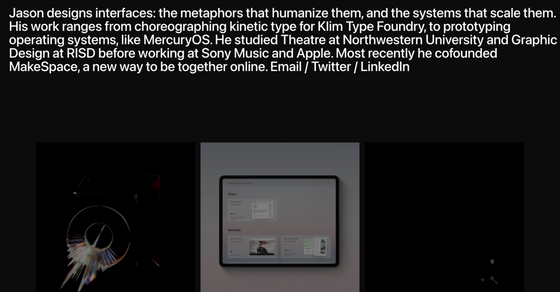 Jason designs interfaces: the metaphors that humanize them, and the systems that scale them.
His work ranges from choreographing kinetic type for Klim Type Foundry, to prototyping
operating systems, like MercuryOS. He studied Theatre at Northwestern University and Graphic
Design at RISD before working at Sony Music and Apple. Most recently he cofounded
MakeSpace, a new way to be together online. Email / Twitter / LinkedIn